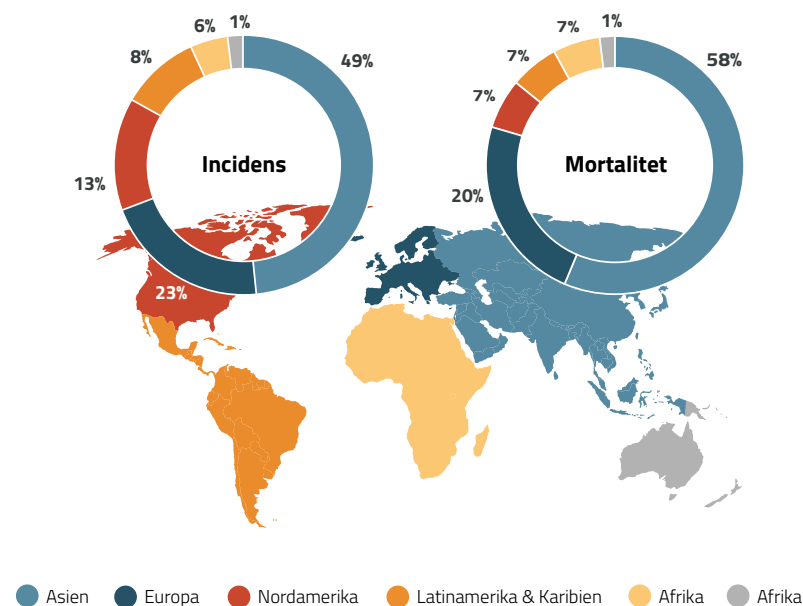 1%
6%
8%
49%
Incidens
13%
23%
1%
7%
7%
58%
7%
Mortalitet
20%
Asien
Europa
Nordamerika
Latinamerika & Karibien
Afrika
Afrika